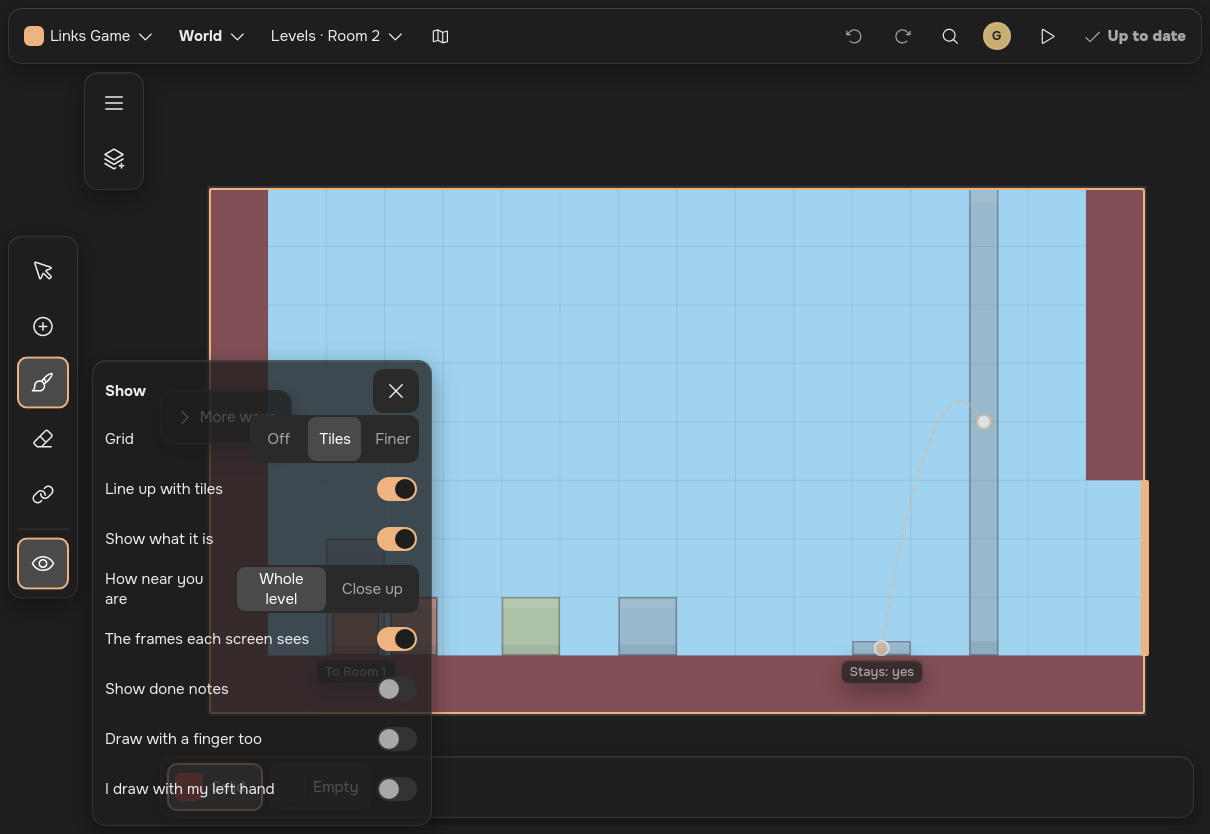 Links Game
World
Levels · Room 2
G
Up to date
Show
More ways
Grid
Off
Tiles
Finer
Line up with tiles
Show what it is
How near you are
Whole level
Close up
The frames each screen sees
To Room 1
Stays: yes
Show done notes
Draw with a finger too
I draw with my left hand
Empty